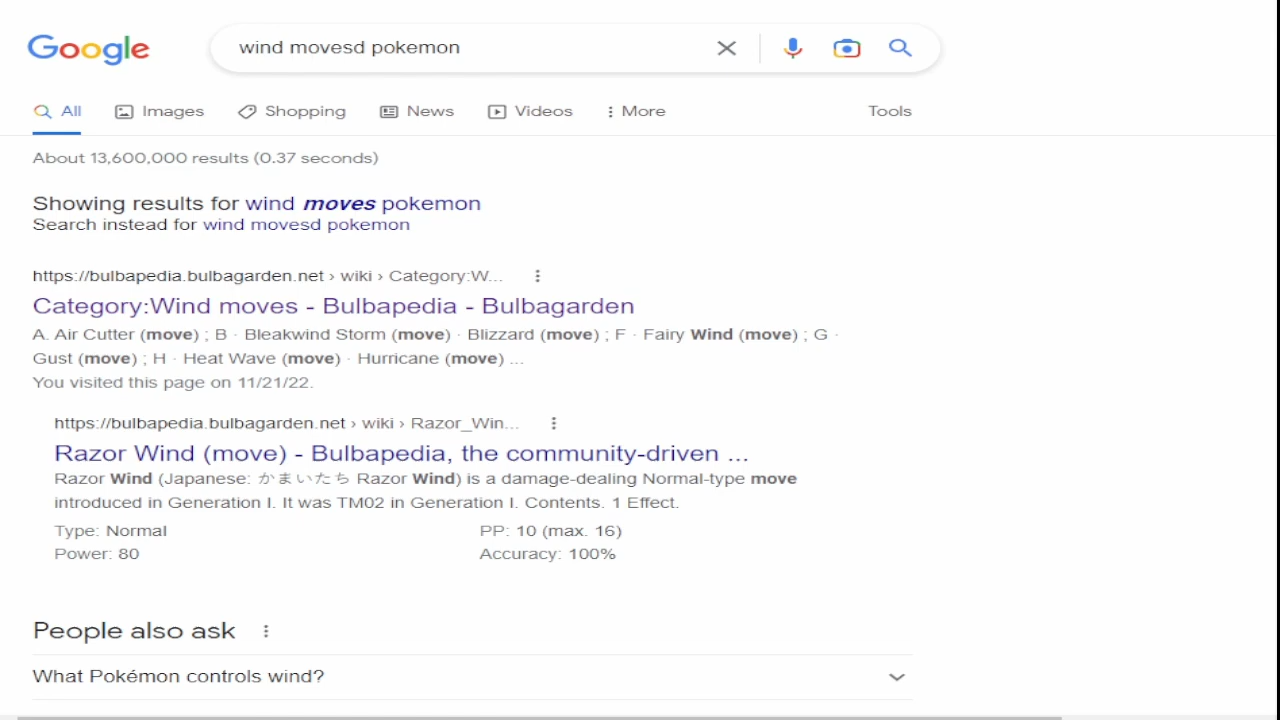 Google
wind movesd pokemon
All Images Shopping News Videos More Tools
About 13,600,000 results (0.37 seconds)
Showing results for wind moves pokemon
Search instead for wind movesd pokemon
https://bulbapedia.bulbagarden.net › wiki › Category:W...
Category:Wind moves - Bulbapedia - Bulbagarden
A. Air Cutter (move) ; B · Bleakwind Storm (move) · Blizzard (move) ; F · Fairy Wind (move) ; G ·
Gust (move) ; H · Heat Wave (move) · Hurricane (move) ...
You visited this page on 11/21/22.
https://bulbapedia.bulbagarden.net › wiki › Razor_Win...
Razor Wind (move) - Bulbapedia, the community-driven ...
Razor Wind (Japanese: かまいたち Razor Wind) is a damage-dealing Normal-type move
introduced in Generation I. It was TM02 in Generation I. Contents. 1 Effect.
Type: Normal PP: 10 (max. 16)
Power: 80 Accuracy: 100%
People also ask
What Pokémon controls wind?